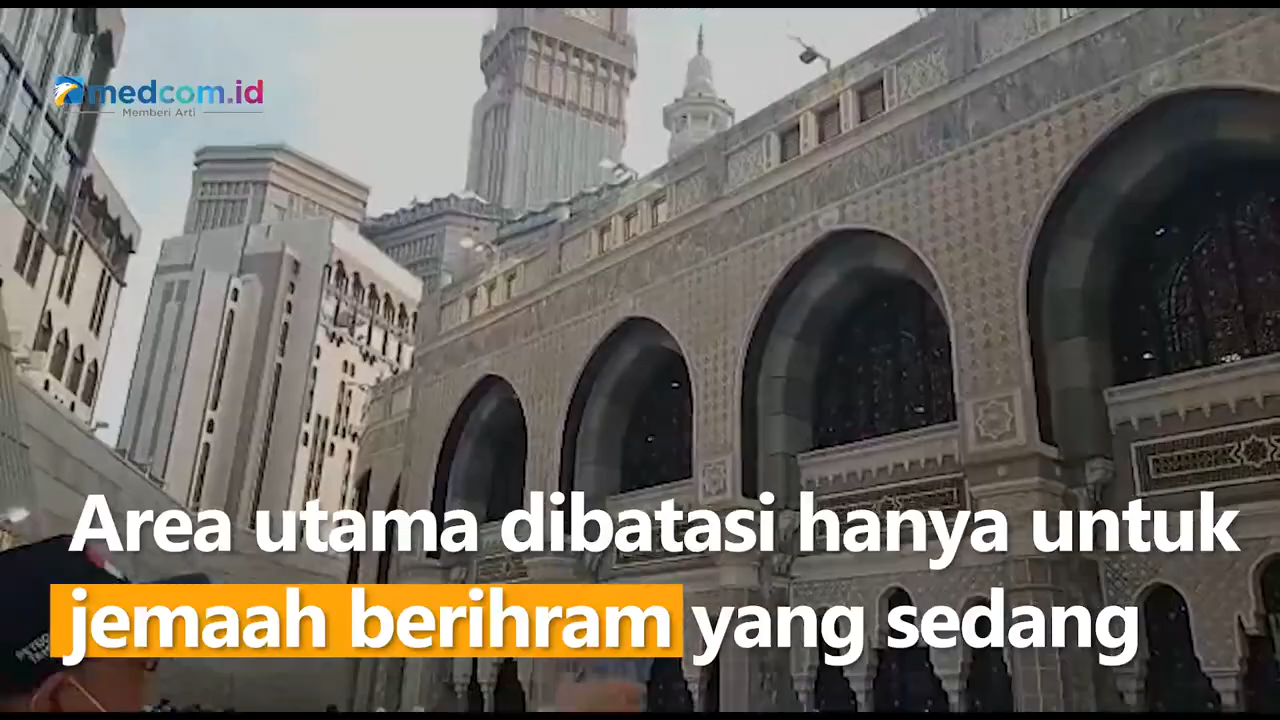 medcom.id
Memberi Arti
Area utama dibatasi hanya untuk
jemaah berihram yang sedang